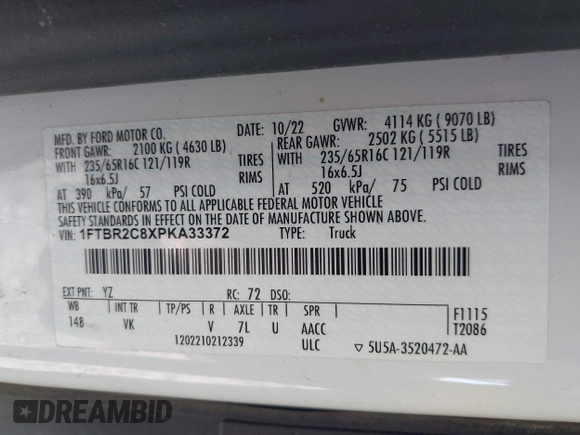 MFD. BY FORD MOTOR CO. DATE: 10/22 GVWR: 4114 KG ( 9070 LB)
FRONT GAWR: 2100 KG ( 4630 LB) REAR GAWR: 2502 KG ( 5515 LB)
WITH 235/65R16C 121/119R TIRES 235/65R16C 121/119R TIRES
16x6.5J RIMS 16x6.5J RIMS
AT 390 kPa/ 57 PSI COLD AT 520 kPa/ 75 PSI COLD
THIS VEHICLE CONFORMS TO ALL APPLICABLE FEDERAL MOTOR VEHICLE
SAFETY STANDARDS IN EFFECT ON THE DATE OF MANUFACTURE SHOWN ABOVE.
VIN: 1FTBR2C8XPKA33372 TYPE: Truck
EXT PNT: YZ RC: 72 DSO:
WB INT TR TP/PS R AXLE TR SPR F1115
148 VK V 7L U AACC T2086
1202210212339 ULC ▽ 5U5A-3520472-AA
DREAMBID